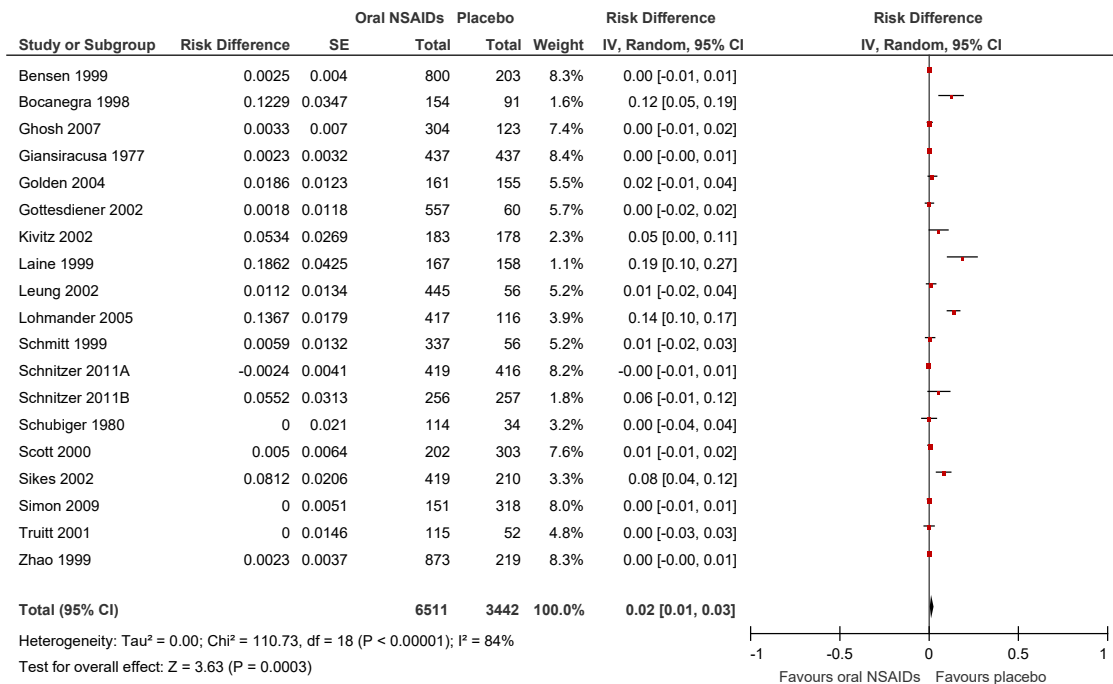 Oral NSAIDs Placebo Risk Difference Risk Difference
Study or Subgroup Risk Difference SE Total Total Weight IV, Random, 95% CI IV, Random, 95% CI
Bensen 1999 0.0025 0.004 800 203 8.3% 0.00 [-0.01, 0.01]
Bocanegra 1998 0.1229 0.0347 154 91 1.6% 0.12 [0.05, 0.19]
Ghosh 2007 0.0033 0.007 304 123 7.4% 0.00 [-0.01, 0.02]
Giansiracusa 1977 0.0023 0.0032 437 437 8.4% 0.00 [-0.00, 0.01]
Golden 2004 0.0186 0.0123 161 155 5.5% 0.02 [-0.01, 0.04]
Gottesdiener 2002 0.0018 0.0118 557 60 5.7% 0.00 [-0.02, 0.02]
Kivitz 2002 0.0534 0.0269 183 178 2.3% 0.05 [0.00, 0.11]
Laine 1999 0.1862 0.0425 167 158 1.1% 0.19 [0.10, 0.27]
Leung 2002 0.0112 0.0134 445 56 5.2% 0.01 [-0.02, 0.04]
Lohmander 2005 0.1367 0.0179 417 116 3.9% 0.14 [0.10, 0.17]
Schmitt 1999 0.0059 0.0132 337 56 5.2% 0.01 [-0.02, 0.03]
Schnitzer 2011A -0.0024 0.0041 419 416 8.2% -0.00 [-0.01, 0.01]
Schnitzer 2011B 0.0552 0.0313 256 257 1.8% 0.06 [-0.01, 0.12]
Schubiger 1980 0 0.021 114 34 3.2% 0.00 [-0.04, 0.04]
Scott 2000 0.005 0.0064 202 303 7.6% 0.01 [-0.01, 0.02]
Sikes 2002 0.0812 0.0206 419 210 3.3% 0.08 [0.04, 0.12]
Simon 2009 0 0.0051 151 318 8.0% 0.00 [-0.01, 0.01]
Truitt 2001 0 0.0146 115 52 4.8% 0.00 [-0.03, 0.03]
Zhao 1999 0.0023 0.0037 873 219 8.3% 0.00 [-0.00, 0.01]
Total (95% CI) 6511 3442 100.0% 0.02 [0.01, 0.03]
Heterogeneity: Tau² = 0.00; Chi² = 110.73, df = 18 (P < 0.00001); I² = 84%
Test for overall effect: Z = 3.63 (P = 0.0003)
-1 -0.5 0 0.5 1
Favours oral NSAIDs Favours placebo